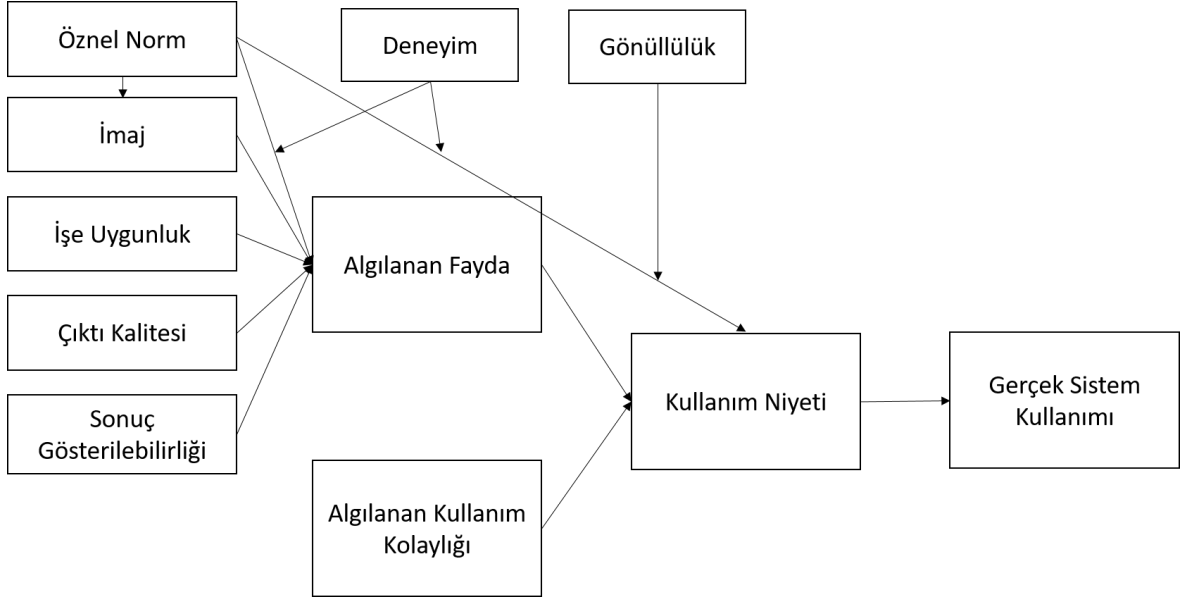 Öznel Norm
Deneyim
Gönüllülük
İmaj
İşe Uygunluk
Algılanan Fayda
Çıktı Kalitesi
Sonuç
Gösterilebilirliği
Kullanım Niyeti
Gerçek Sistem
Kullanımı
Algılanan Kullanım
Kolaylığı